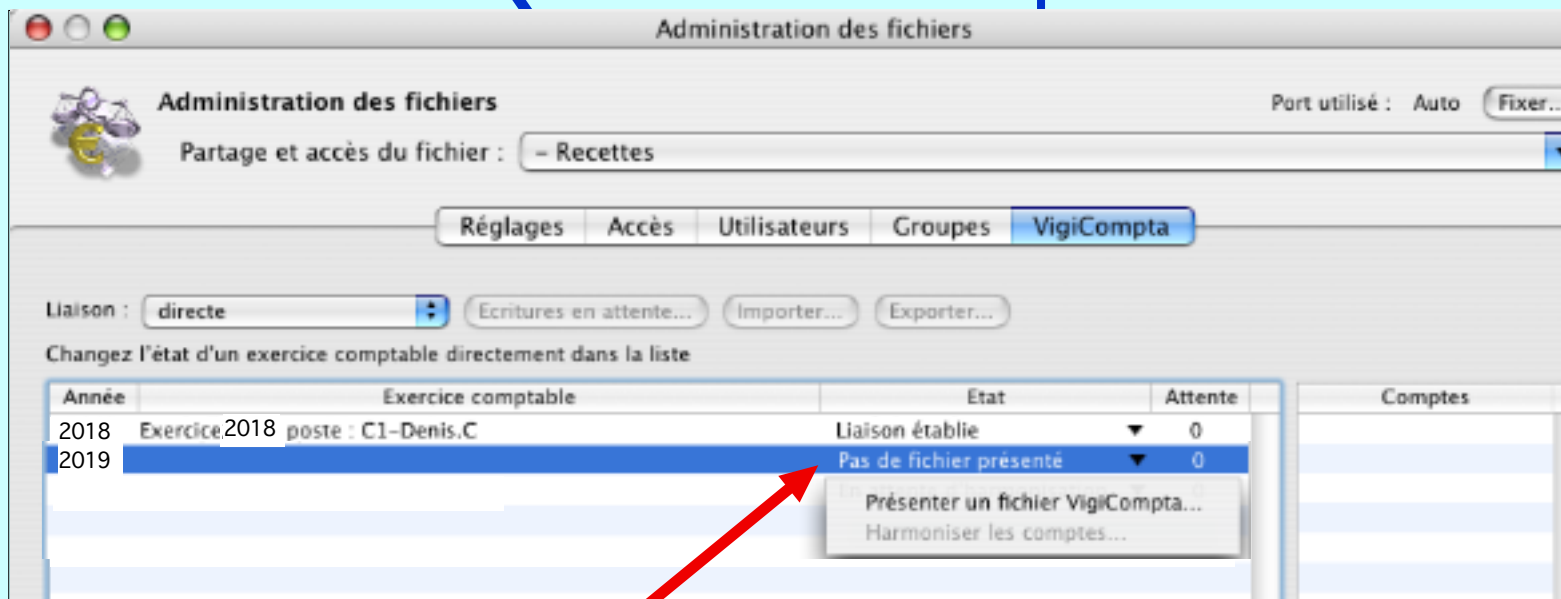 Administration des fichiers
Administration des fichiers
Port utilisé : Auto Fixer...
Partage et accès du fichier : – Recettes
Réglages Accès Utilisateurs Groupes VigiCompta
Liaison : directe Ecritures en attente... Importer... Exporter...
Changez l'état d'un exercice comptable directement dans la liste
Année Exercice comptable Etat Attente Comptes
2018 Exercice 2018 poste : C1-Denis.C Liaison établie 0
2019 Pas de fichier présenté 0
Présenter un fichier VigiCompta...
Harmoniser les comptes...